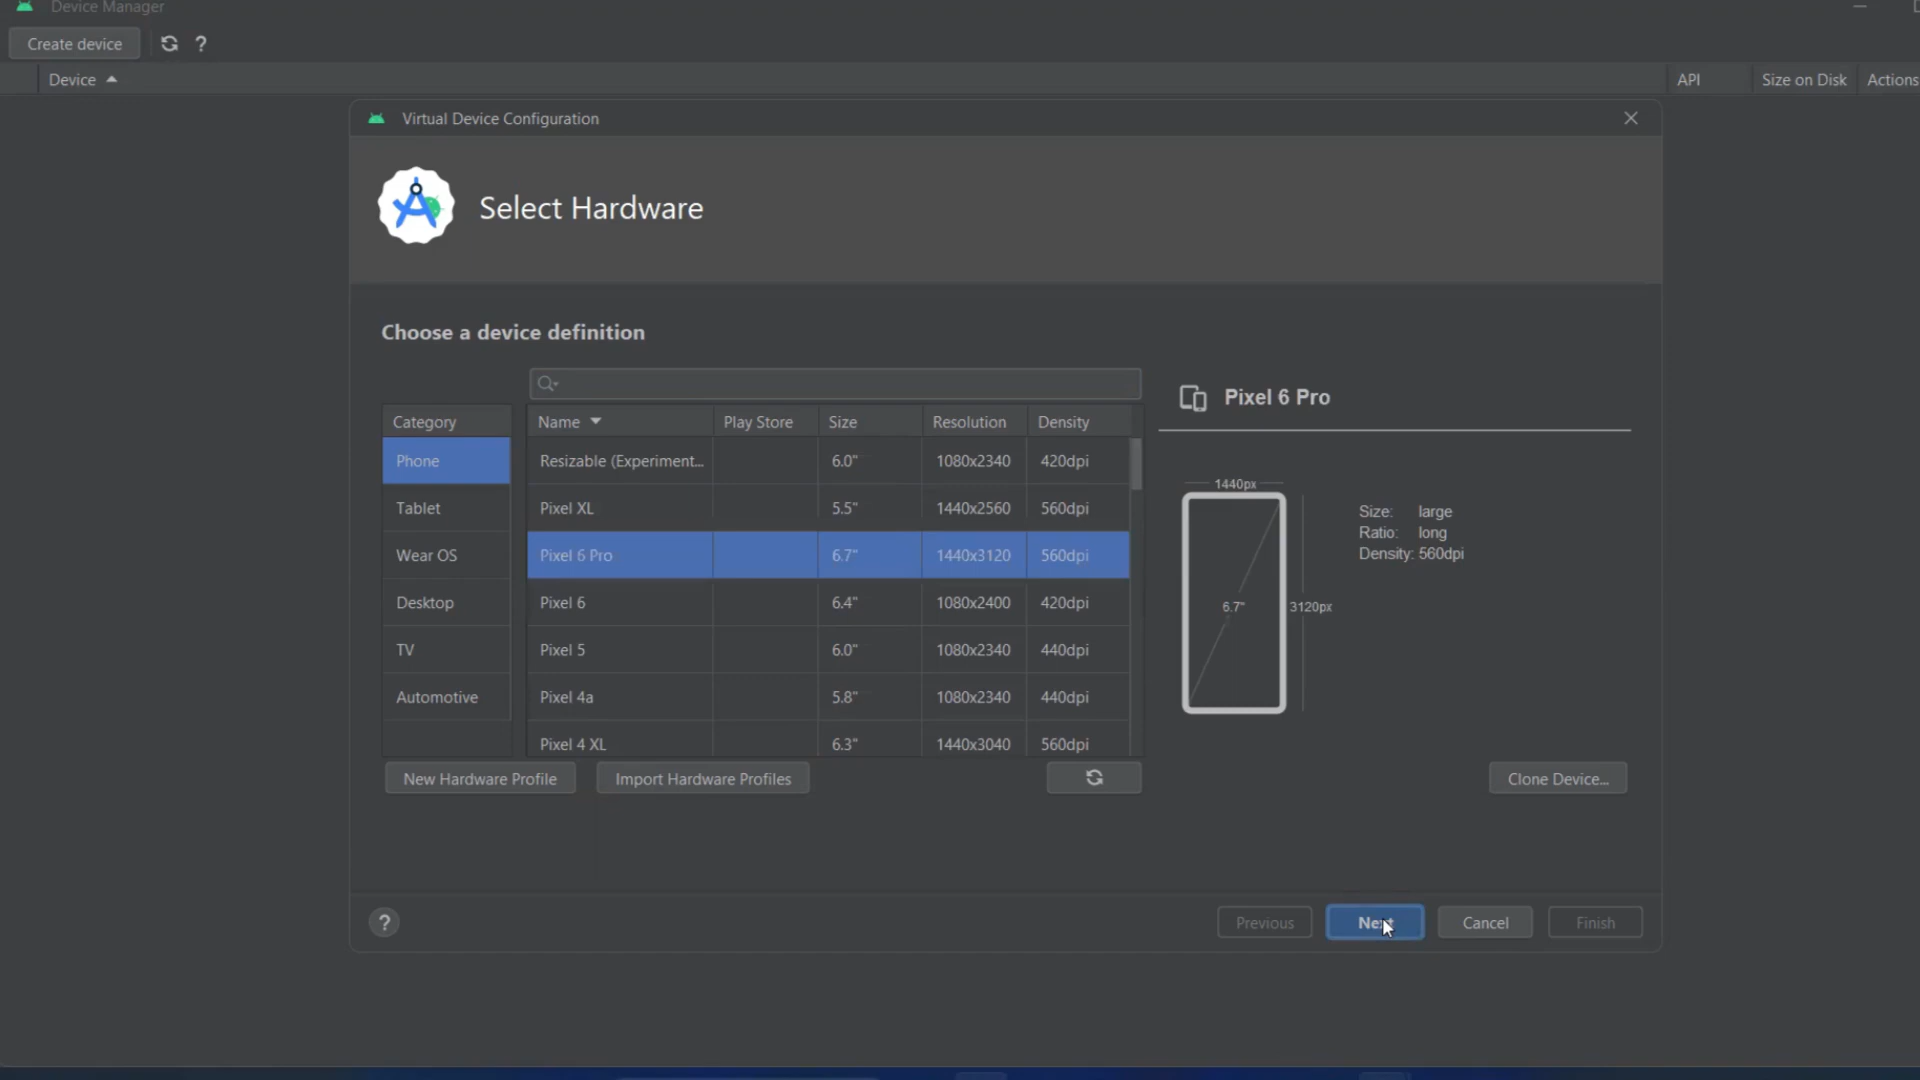 Device Manager
Create device ?
Device API Size on Disk Actions
Virtual Device Configuration
Select Hardware
Choose a device definition
Pixel 6 Pro
Category Name Play Store Size Resolution Density
Phone Resizable (Experiment... 6.0" 1080x2340 420dpi
Tablet Pixel XL 5.5" 1440x2560 560dpi
Wear OS Pixel 6 Pro 6.7" 1440x3120 560dpi
Desktop Pixel 6 6.4" 1080x2400 420dpi
TV Pixel 5 6.0" 1080x2340 440dpi
Automotive Pixel 4a 5.8" 1080x2340 440dpi
Pixel 4 XL 6.3" 1440x3040 560dpi
1440px
6.7"
3120px
Size: large
Ratio: long
Density: 560dpi
New Hardware Profile Import Hardware Profiles Clone Device...
? Previous Next Cancel Finish